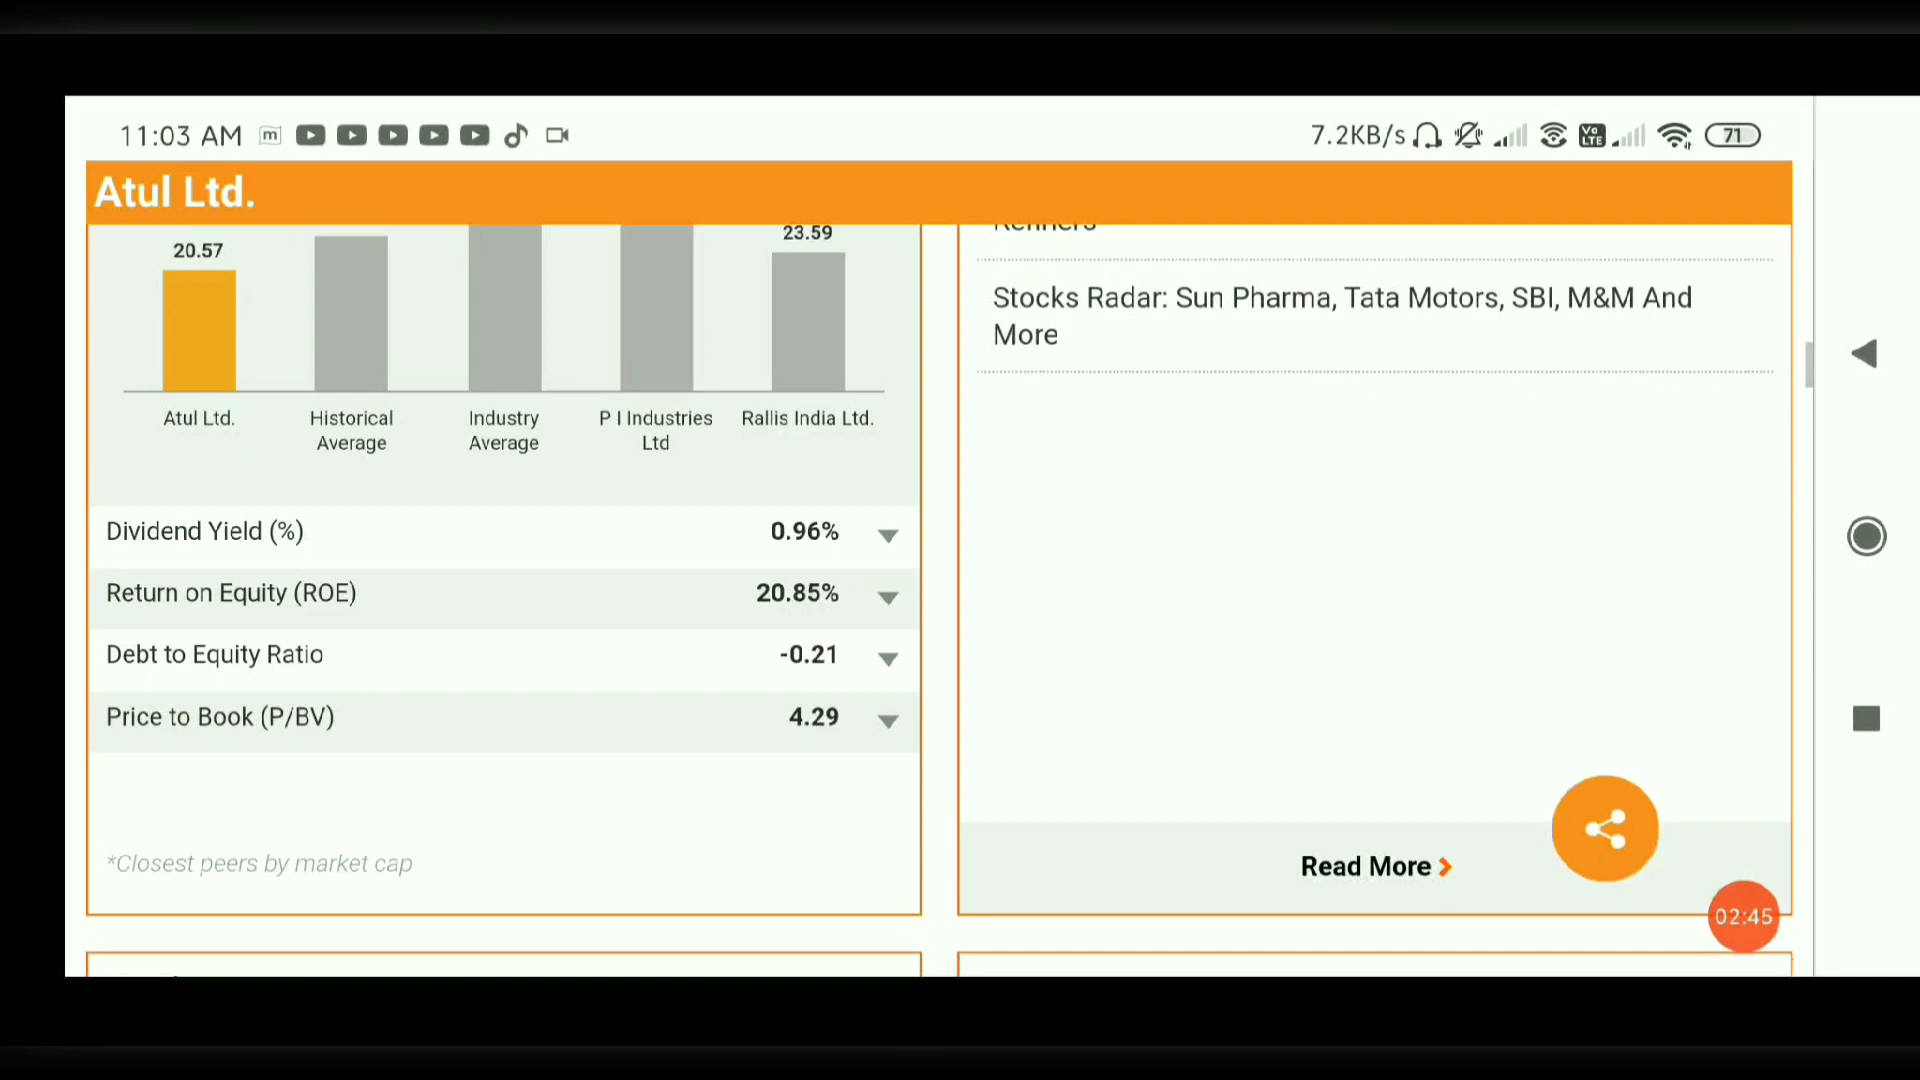 11:03 AM
7.2KB/s
Vo LTE
71
Atul Ltd.
20.57
23.59
Atul Ltd.
Historical Average
Industry Average
P I Industries Ltd
Rallis India Ltd.
Dividend Yield (%) 0.96%
Return on Equity (ROE) 20.85%
Debt to Equity Ratio -0.21
Price to Book (P/BV) 4.29
*Closest peers by market cap
Stocks Radar: Sun Pharma, Tata Motors, SBI, M&M And
More
Read More
02:45